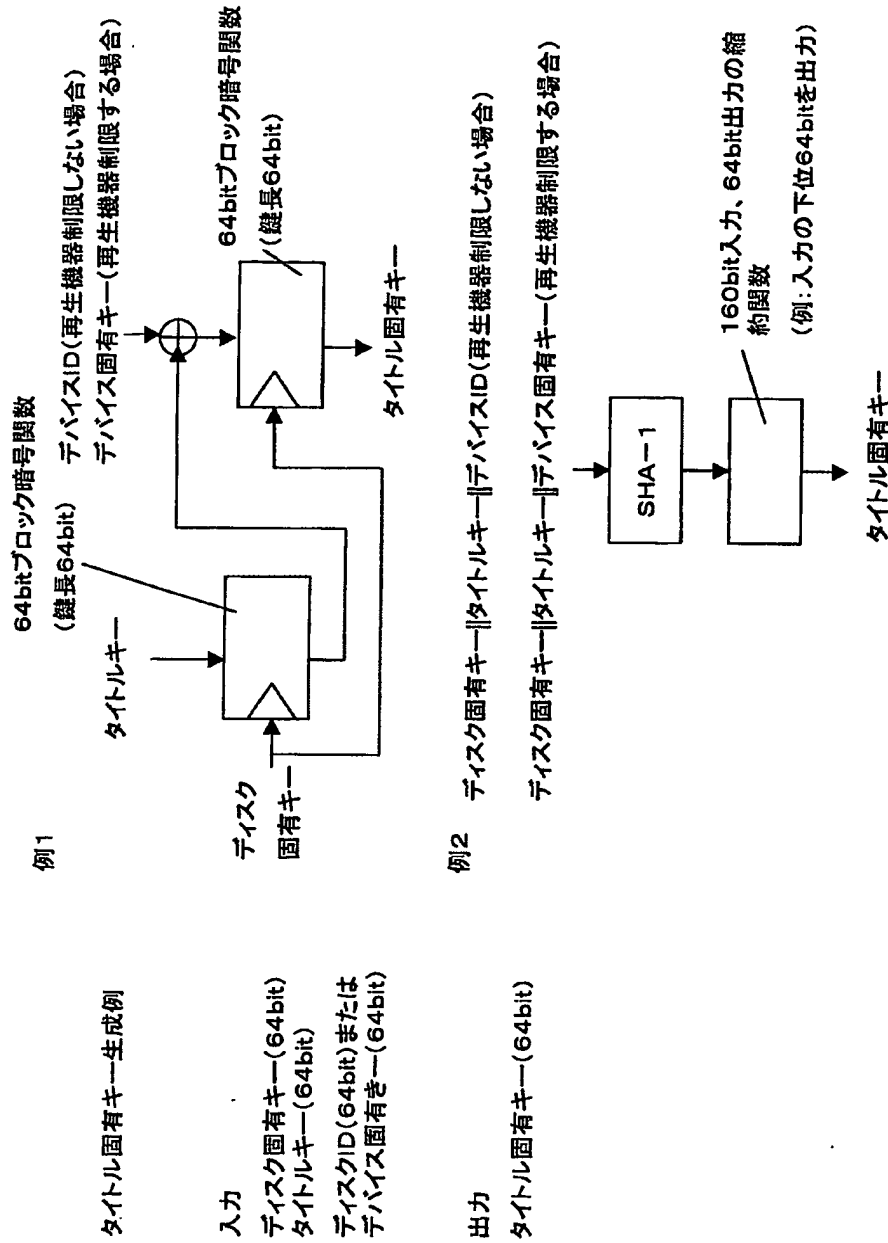 タイトル固有キー生成例
入力
ディスク固有キー(64bit)
タイトルキー(64bit)
ディスクID(64bit)または
デバイス固有きー(64bit)
出力
タイトル固有キー(64bit)
例1
64bitブロック暗号関数
(鍵長64bit)
タイトルキー
ディスク
固有キー
デバイスID(再生機器制限しない場合)
デバイス固有キー(再生機器制限する場合)
64bitブロック暗号関数
(鍵長64bit)
タイトル固有キー
例2
ディスク固有キー||タイトルキー||デバイスID(再生機器制限しない場合)
ディスク固有キー||タイトルキー||デバイス固有キー(再生機器制限する場合)
SHA-1
160bit入力、64bit出力の縮
約関数
(例:入力の下位64bitを出力)
タイトル固有キー